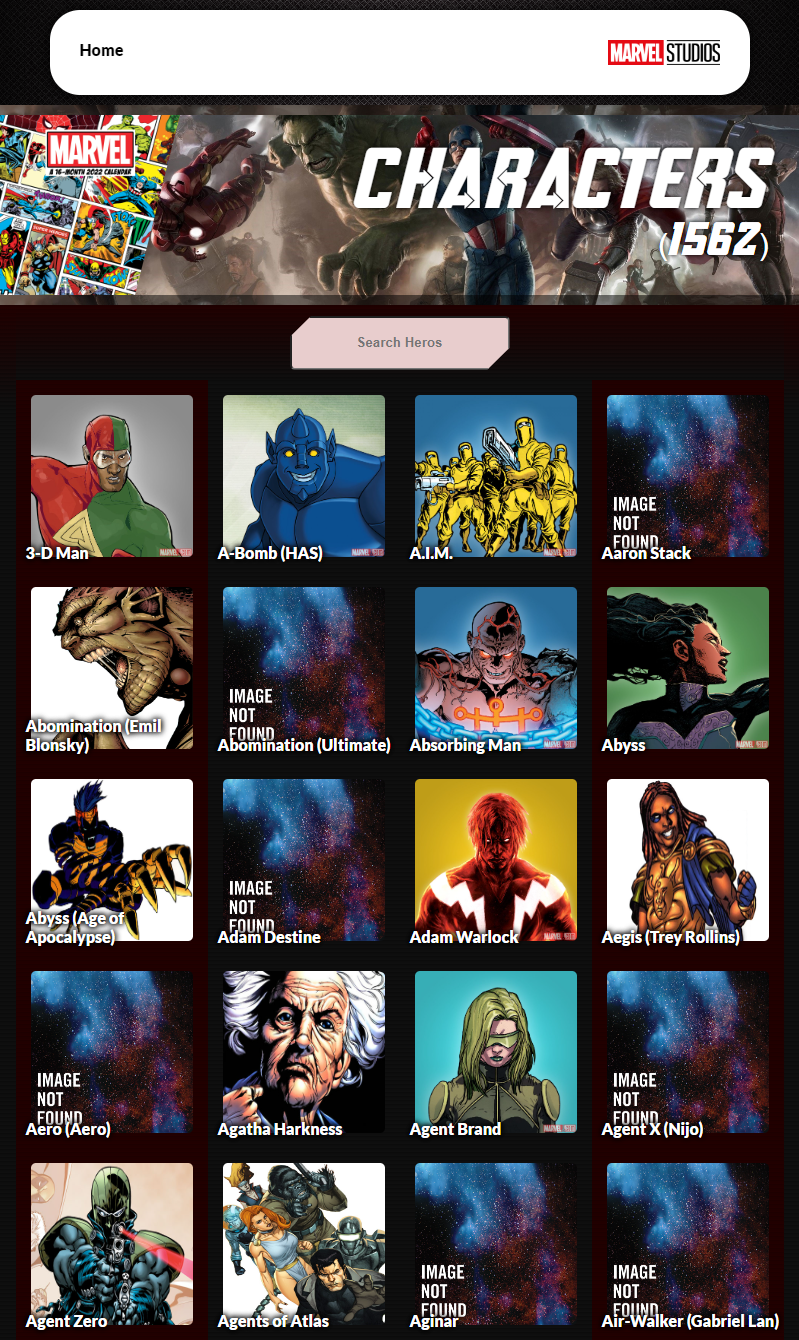 Home
MARVEL STUDIOS
MARVEL
A 16-MONTH 2022 CALENDAR
CHARACTERS
(1562)
Search Heros
3-D Man
A-Bomb (HAS)
A.I.M.
IMAGE
NOT
FOUND
Aaron Stack
Abomination (Emil
Blonsky)
IMAGE
NOT
FOUND
Abomination (Ultimate)
Absorbing Man
Abyss
Abyss (Age of
Apocalypse)
IMAGE
NOT
FOUND
Adam Destine
Adam Warlock
Aegis (Trey Rollins)
IMAGE
NOT
FOUND
Aero (Aero)
Agatha Harkness
Agent Brand
IMAGE
NOT
FOUND
Agent X (Nijo)
Agent Zero
Agents of Atlas
IMAGE
NOT
FOUND
Aginar
IMAGE
NOT
FOUND
Air-Walker (Gabriel Lan)